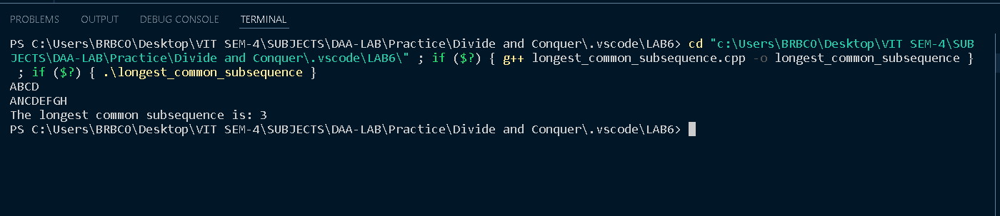 PROBLEMS OUTPUT DEBUG CONSOLE TERMINAL
PS C:\Users\BRBCO\Desktop\VIT SEM-4\SUBJECTS\DAA-LAB\Practice\Divide and Conquer\.vscode\LAB6> cd "c:\Users\BRBCO\Desktop\VIT SEM-4\SUB
JECTS\DAA-LAB\Practice\Divide and Conquer\.vscode\LAB6\" ; if ($?) { g++ longest_common_subsequence.cpp -o longest_common_subsequence }
 ; if ($?) { .\longest_common_subsequence }
ABCD
ANCDEFGH
The longest common subsequence is: 3
PS C:\Users\BRBCO\Desktop\VIT SEM-4\SUBJECTS\DAA-LAB\Practice\Divide and Conquer\.vscode\LAB6>